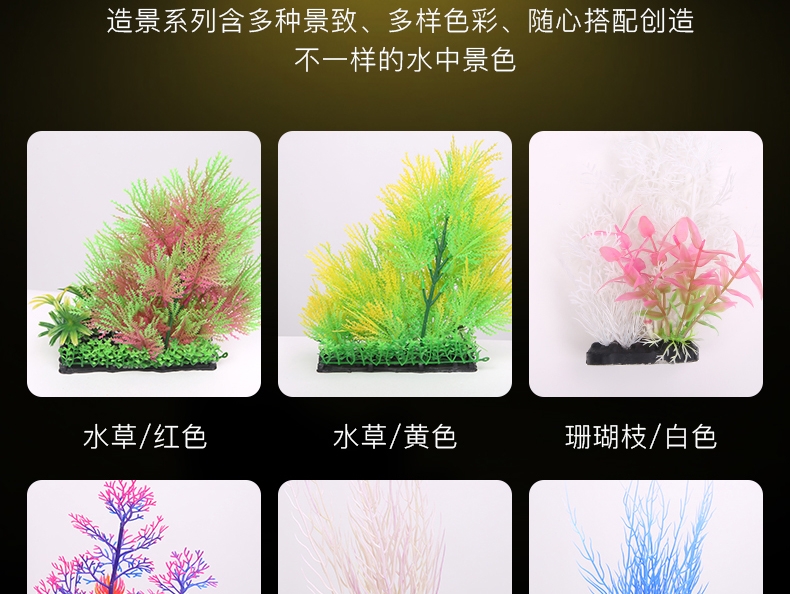 造景系列含多种景致、多样色彩、随心搭配创造
不一样的水中景色
水草/红色
水草/黄色
珊瑚枝/白色